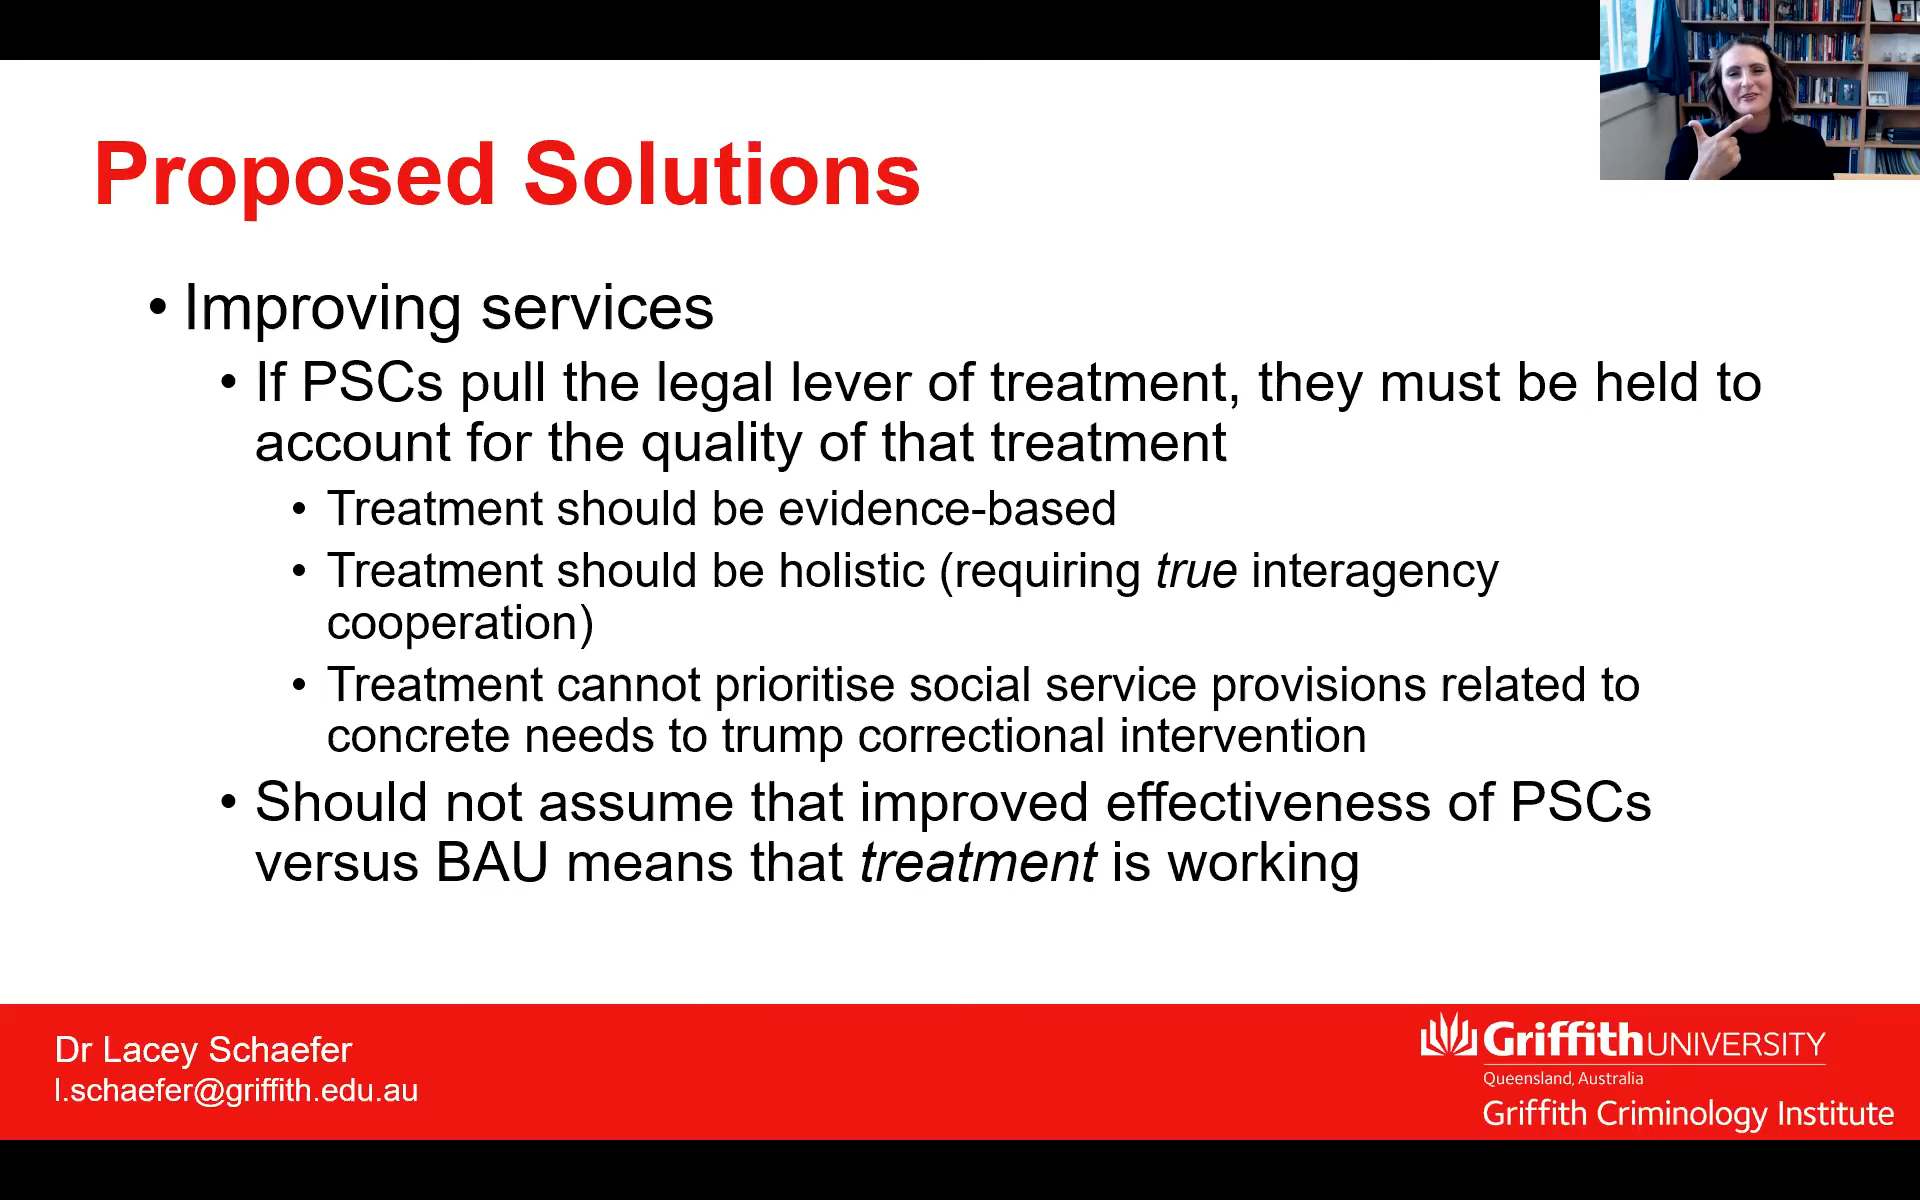 Proposed Solutions
• Improving services
• If PSCs pull the legal lever of treatment, they must be held to
account for the quality of that treatment
• Treatment should be evidence-based
• Treatment should be holistic (requiring true interagency
cooperation)
• Treatment cannot prioritise social service provisions related to
concrete needs to trump correctional intervention
• Should not assume that improved effectiveness of PSCs
versus BAU means that treatment is working
Dr Lacey Schaefer
l.schaefer@griffith.edu.au
Griffith UNIVERSITY
Queensland, Australia
Griffith Criminology Institute